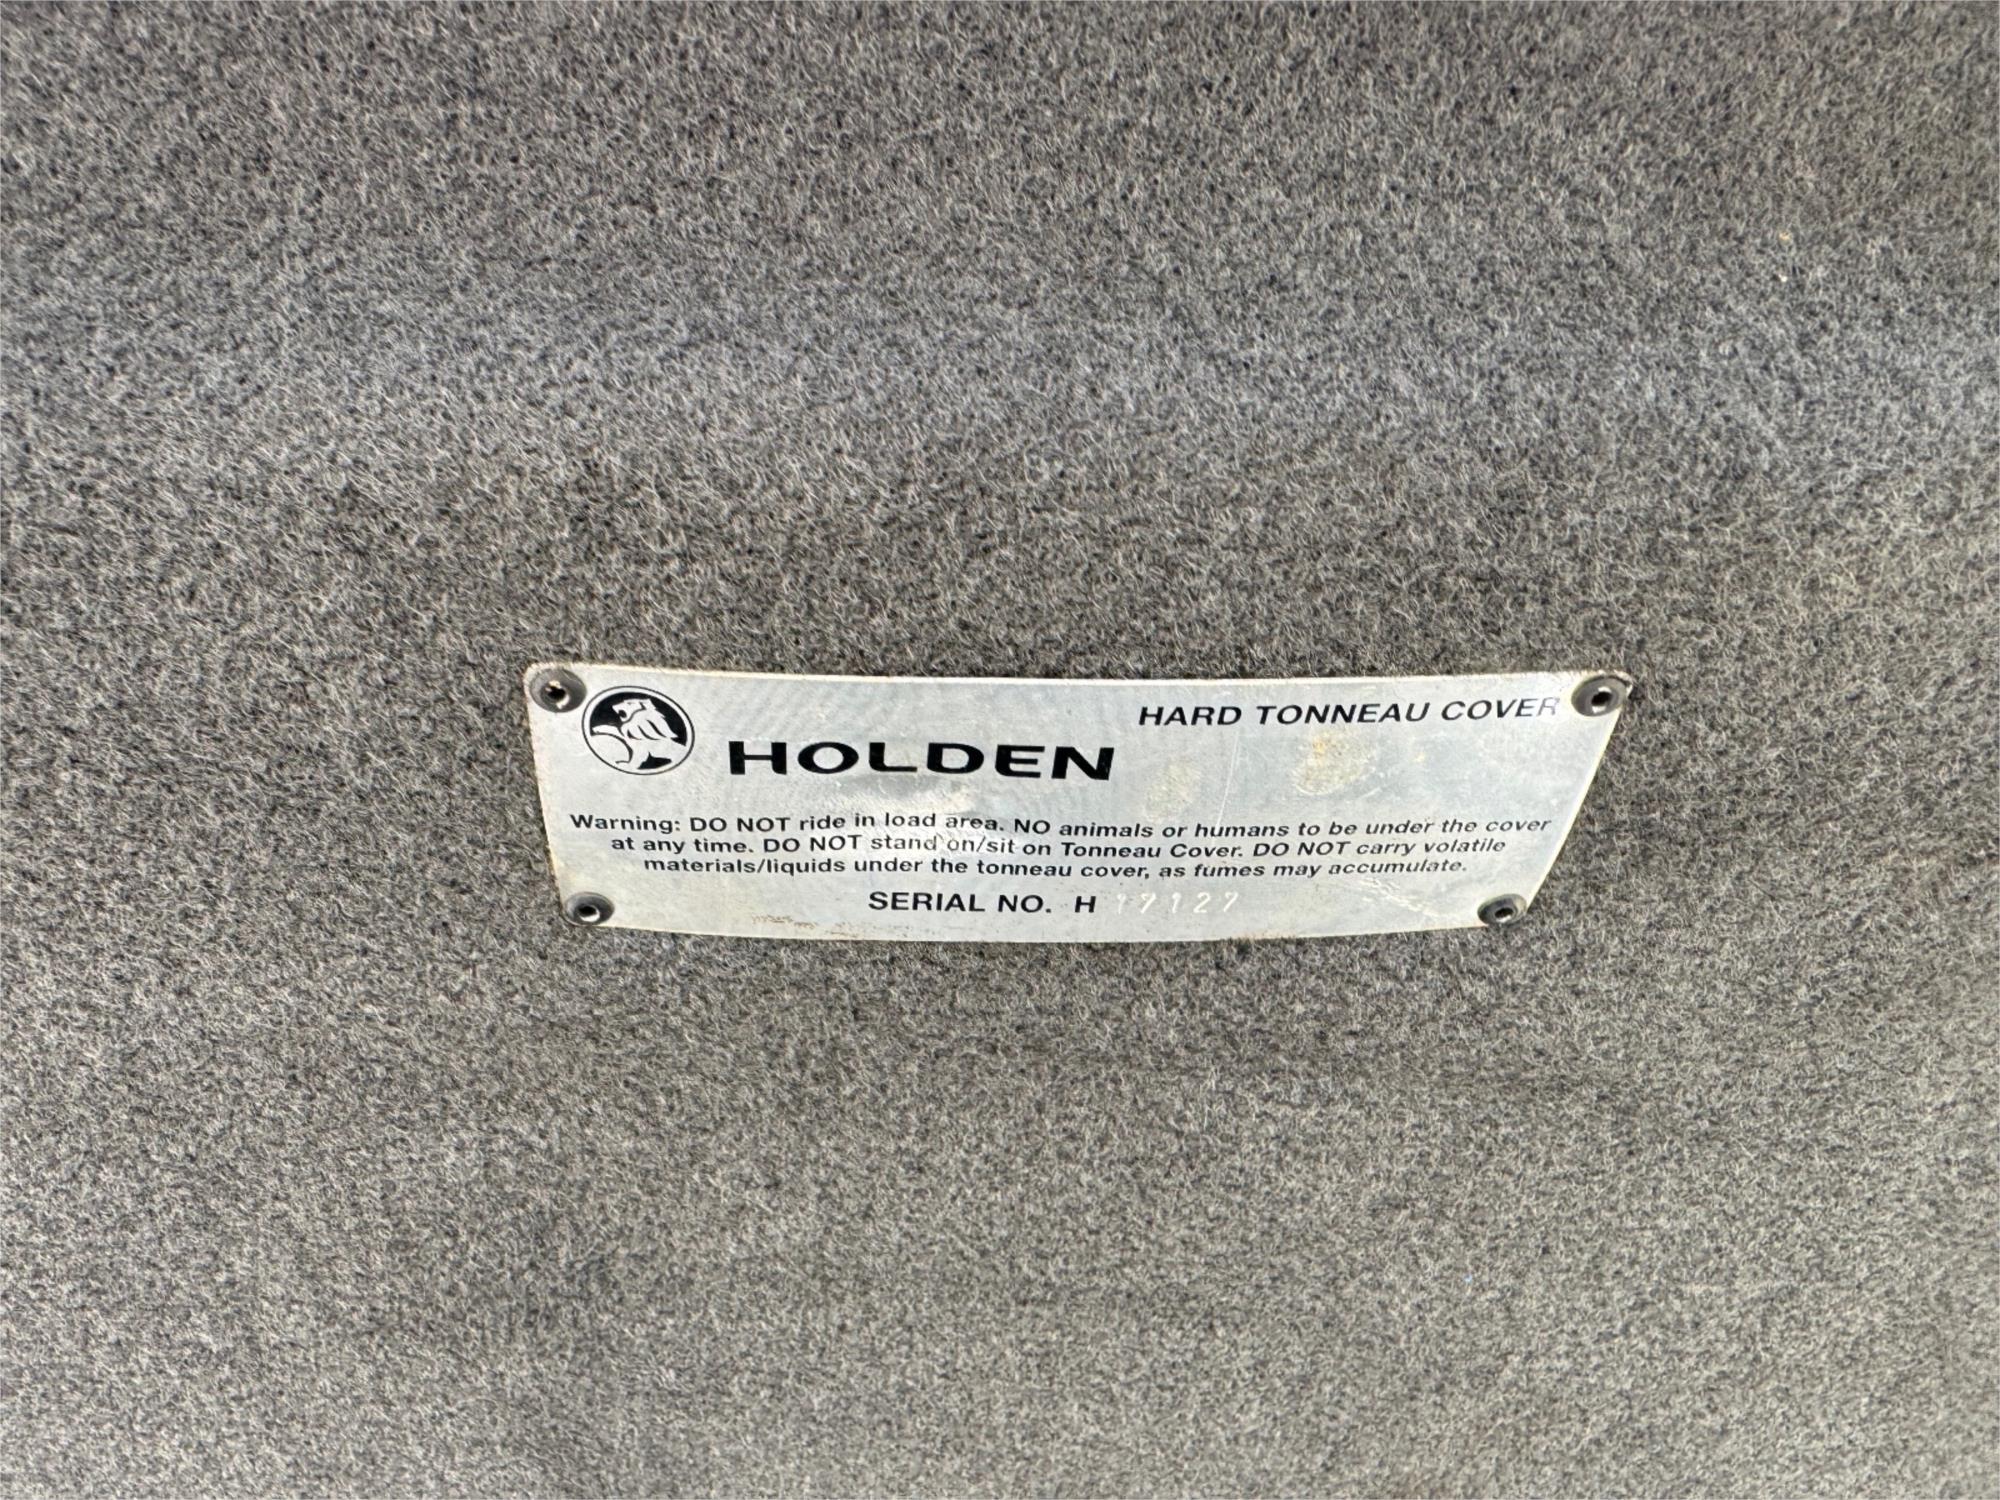 HARD TONNEAU COVER
HOLDEN
Warning: DO NOT ride in load area. NO animals or humans to be under the cover
at any time. DO NOT stand on/sit on Tonneau Cover. DO NOT carry volatile
materials/liquids under the tonneau cover, as fumes may accumulate.
SERIAL NO. H